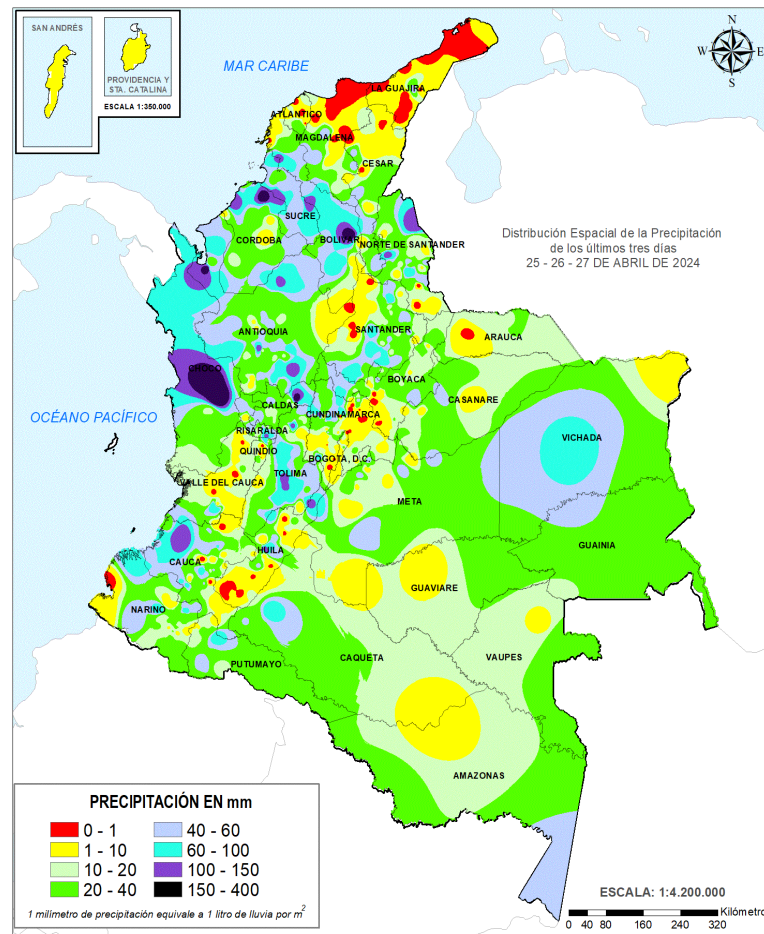 SAN ANDRÉS
PROVIDENCIA Y
STA. CATALINA
ESCALA 1:350.000
MAR CARIBE
N
W
E
S
LA GUAJIRA
ATLANTICO
MAGDALENA
CESAR
SUCRE
CORDOBA
BOLIVAR
NORTE DE SANTANDER
Distribución Espacial de la Precipitación
de los últimos tres días
25 - 26 - 27 DE ABRIL DE 2024
ANTIOQUIA
SANTANDER
ARAUCA
CHOCO
BOYACA
CASANARE
CALDAS
CUNDINAMARCA
OCÉANO PACÍFICO
RISARALDA
VICHADA
QUINDIO
BOGOTA, D.C.
TOLIMA
VALLE DEL CAUCA
META
GUAINIA
HUILA
CAUCA
GUAVIARE
NARIÑO
CAQUETA
VAUPES
PUTUMAYO
AMAZONAS
PRECIPITACIÓN EN mm
0 - 1
40 - 60
1 - 10
60 - 100
10 - 20
100 - 150
20 - 40
150 - 400
1 milímetro de precipitación equivale a 1 litro de lluvia por m2
ESCALA: 1:4.200.000
Kilómetro
0 40 80 160 240 320